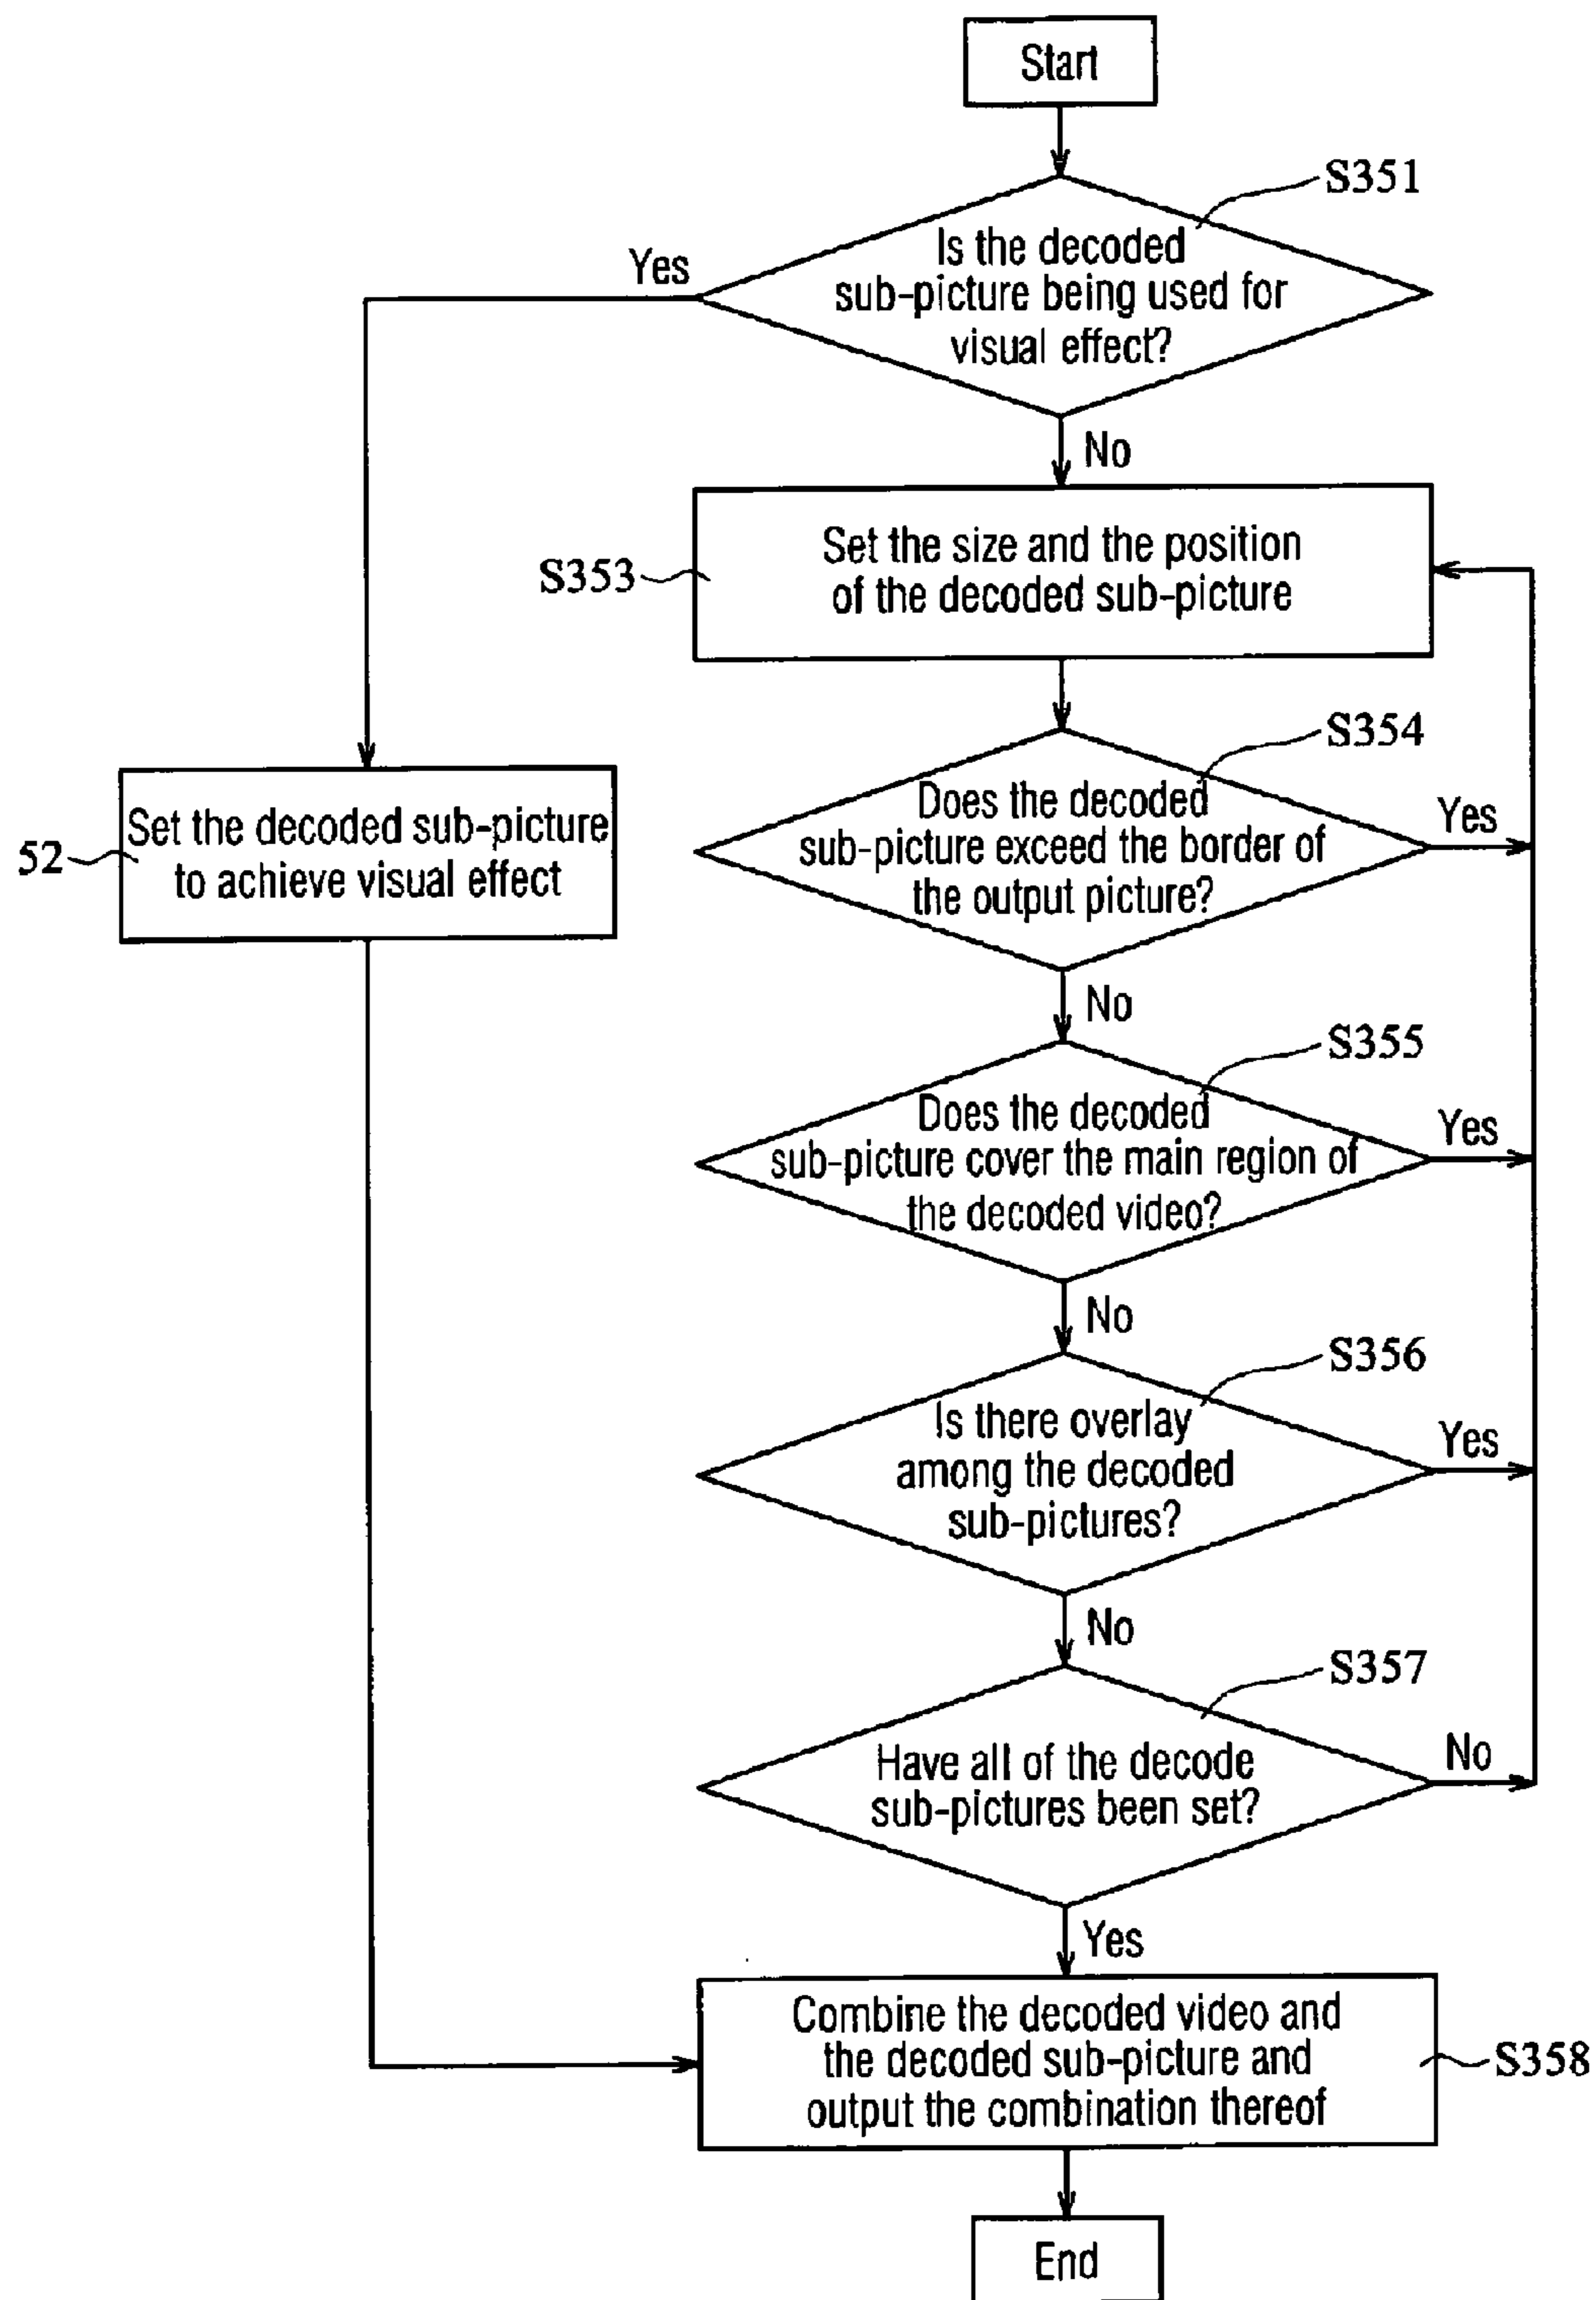 Start
S351
Is the decoded
sub-picture being used for
visual effect?
Yes
No
S353
Set the size and the position
of the decoded sub-picture
S354
Does the decoded
sub-picture exceed the border of
the output picture?
Yes
52
Set the decoded sub-picture
to achieve visual effect
No
S355
Does the decoded
sub-picture cover the main region of
the decoded video?
Yes
No
S356
Is there overlay
among the decoded
sub-pictures?
Yes
No
S357
Have all of the decode
sub-pictures been set?
No
Yes
Combine the decoded video and
the decoded sub-picture and
output the combination thereof
S358
End